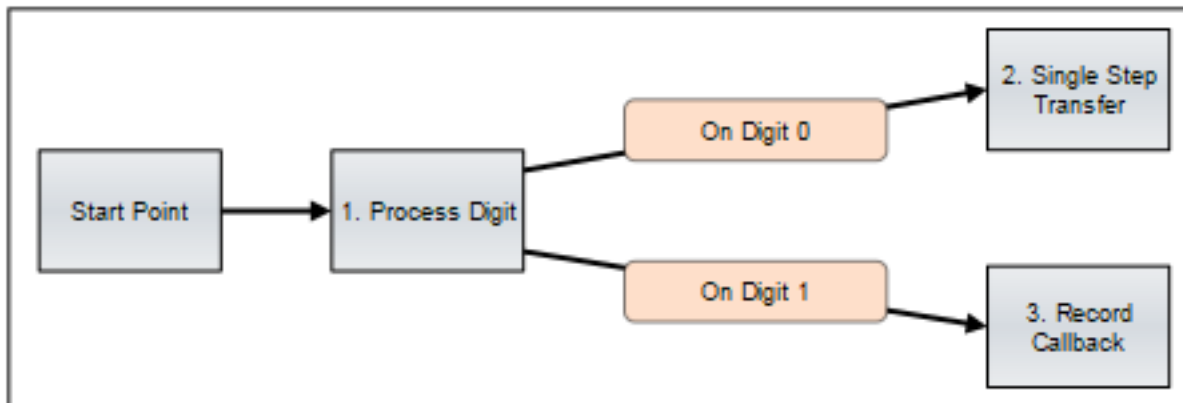 Start Point
1. Process Digit
On Digit 0
On Digit 1
2. Single Step
Transfer
3. Record
Callback